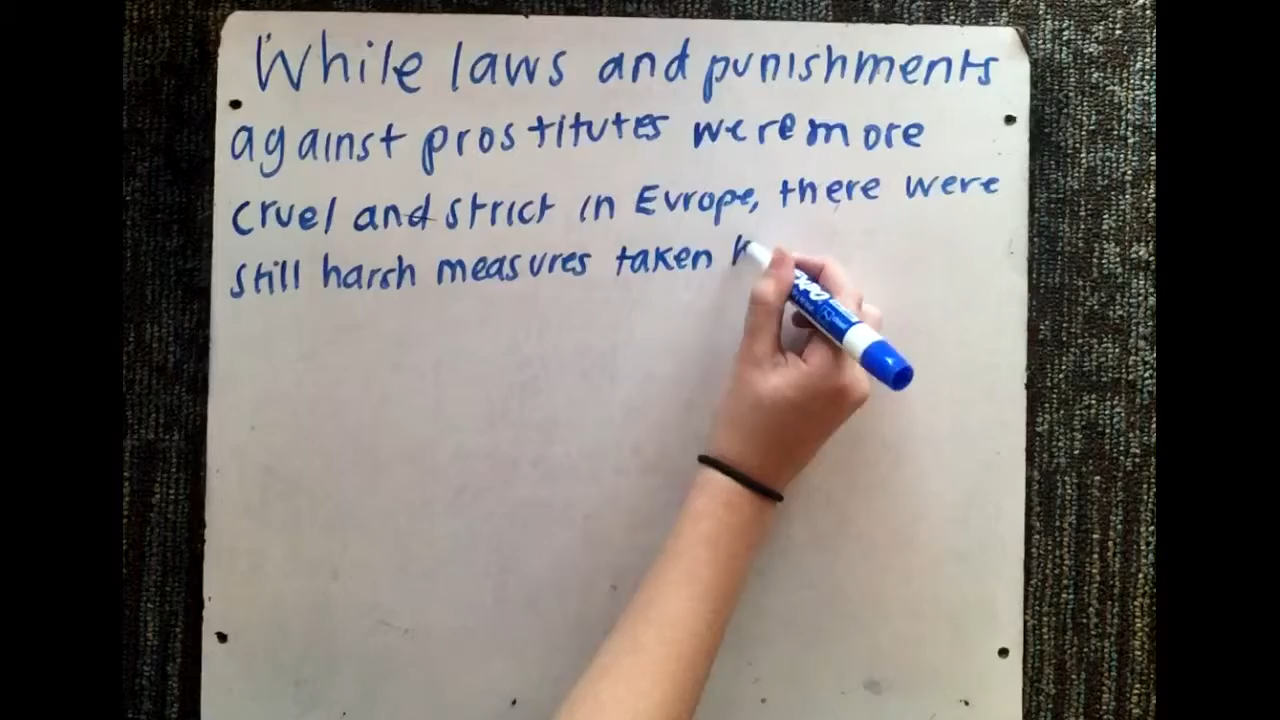 While laws and punishments
against prostitutes were more
cruel and strict in Europe, there were
still harsh measures taken
EXPO